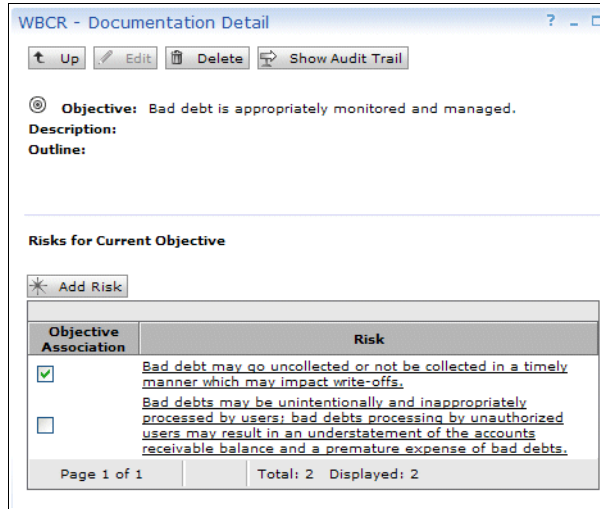 WBCR - Documentation Detail ?
Up Edit Delete Show Audit Trail
Objective: Bad debt is appropriately monitored and managed.
Description:
Outline:
Risks for Current Objective
Add Risk
Objective
Association
Risk
Bad debt may go uncollected or not be collected in a timely
manner which may impact write-offs.
Bad debts may be unintentionally and inappropriately
processed by users; bad debts processing by unauthorized
users may result in an understatement of the accounts
receivable balance and a premature expense of bad debts.
Page 1 of 1 Total: 2 Displayed: 2